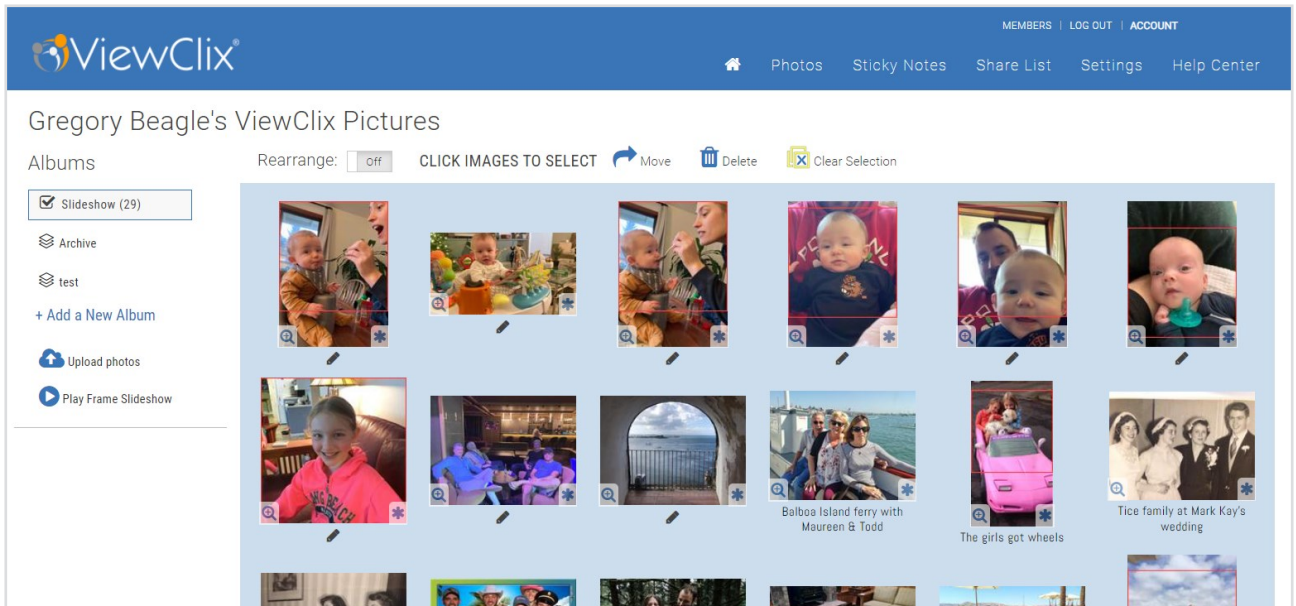 MEMBERS | LOG OUT | ACCOUNT
ViewClix®
Photos Sticky Notes Share List Settings Help Center
Gregory Beagle's ViewClix Pictures
Albums
Rearrange: Off CLICK IMAGES TO SELECT Move Delete Clear Selection
Slideshow (29)
Archive
test
+ Add a New Album
Upload photos
Play Frame Slideshow
Balboa Island ferry with
Maureen & Todd
The girls got wheels
Tice family at Mark Kay's
wedding